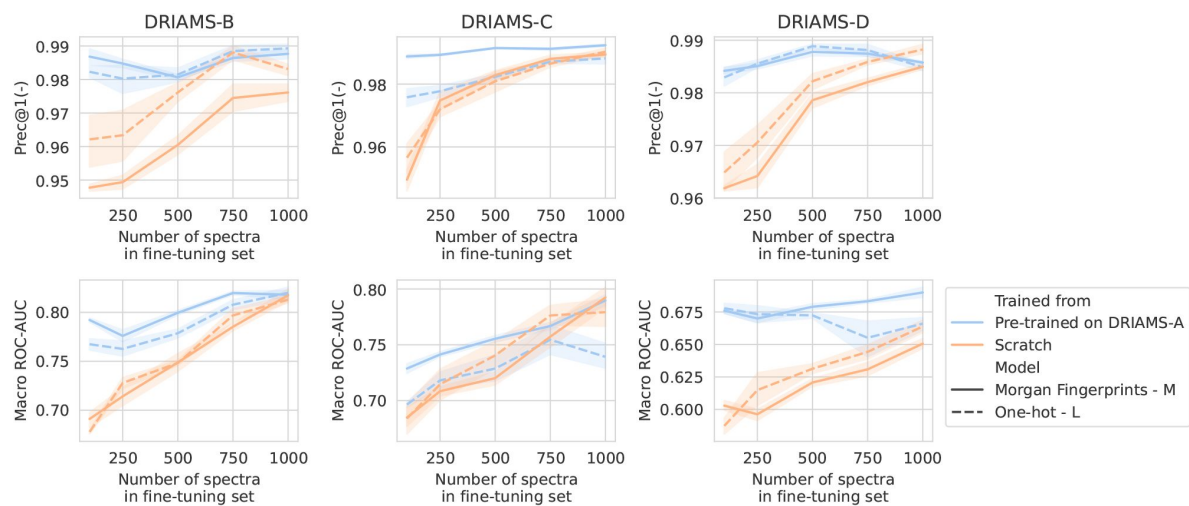 DRIAMS-B
DRIAMS-C
DRIAMS-D
Prec@1(-)
0.99
0.98
0.97
0.96
0.95
250 500 750 1000
Number of spectra
in fine-tuning set
Prec@1(-)
0.98
0.96
250 500 750 1000
Number of spectra
in fine-tuning set
Prec@1(-)
0.99
0.98
0.97
0.96
250 500 750 1000
Number of spectra
in fine-tuning set
Macro ROC-AUC
0.80
0.75
0.70
250 500 750 1000
Number of spectra
in fine-tuning set
Macro ROC-AUC
0.80
0.75
0.70
250 500 750 1000
Number of spectra
in fine-tuning set
Macro ROC-AUC
0.675
0.650
0.625
0.600
250 500 750 1000
Number of spectra
in fine-tuning set
Trained from
Pre-trained on DRIAMS-A
Scratch
Model
Morgan Fingerprints - M
One-hot - L